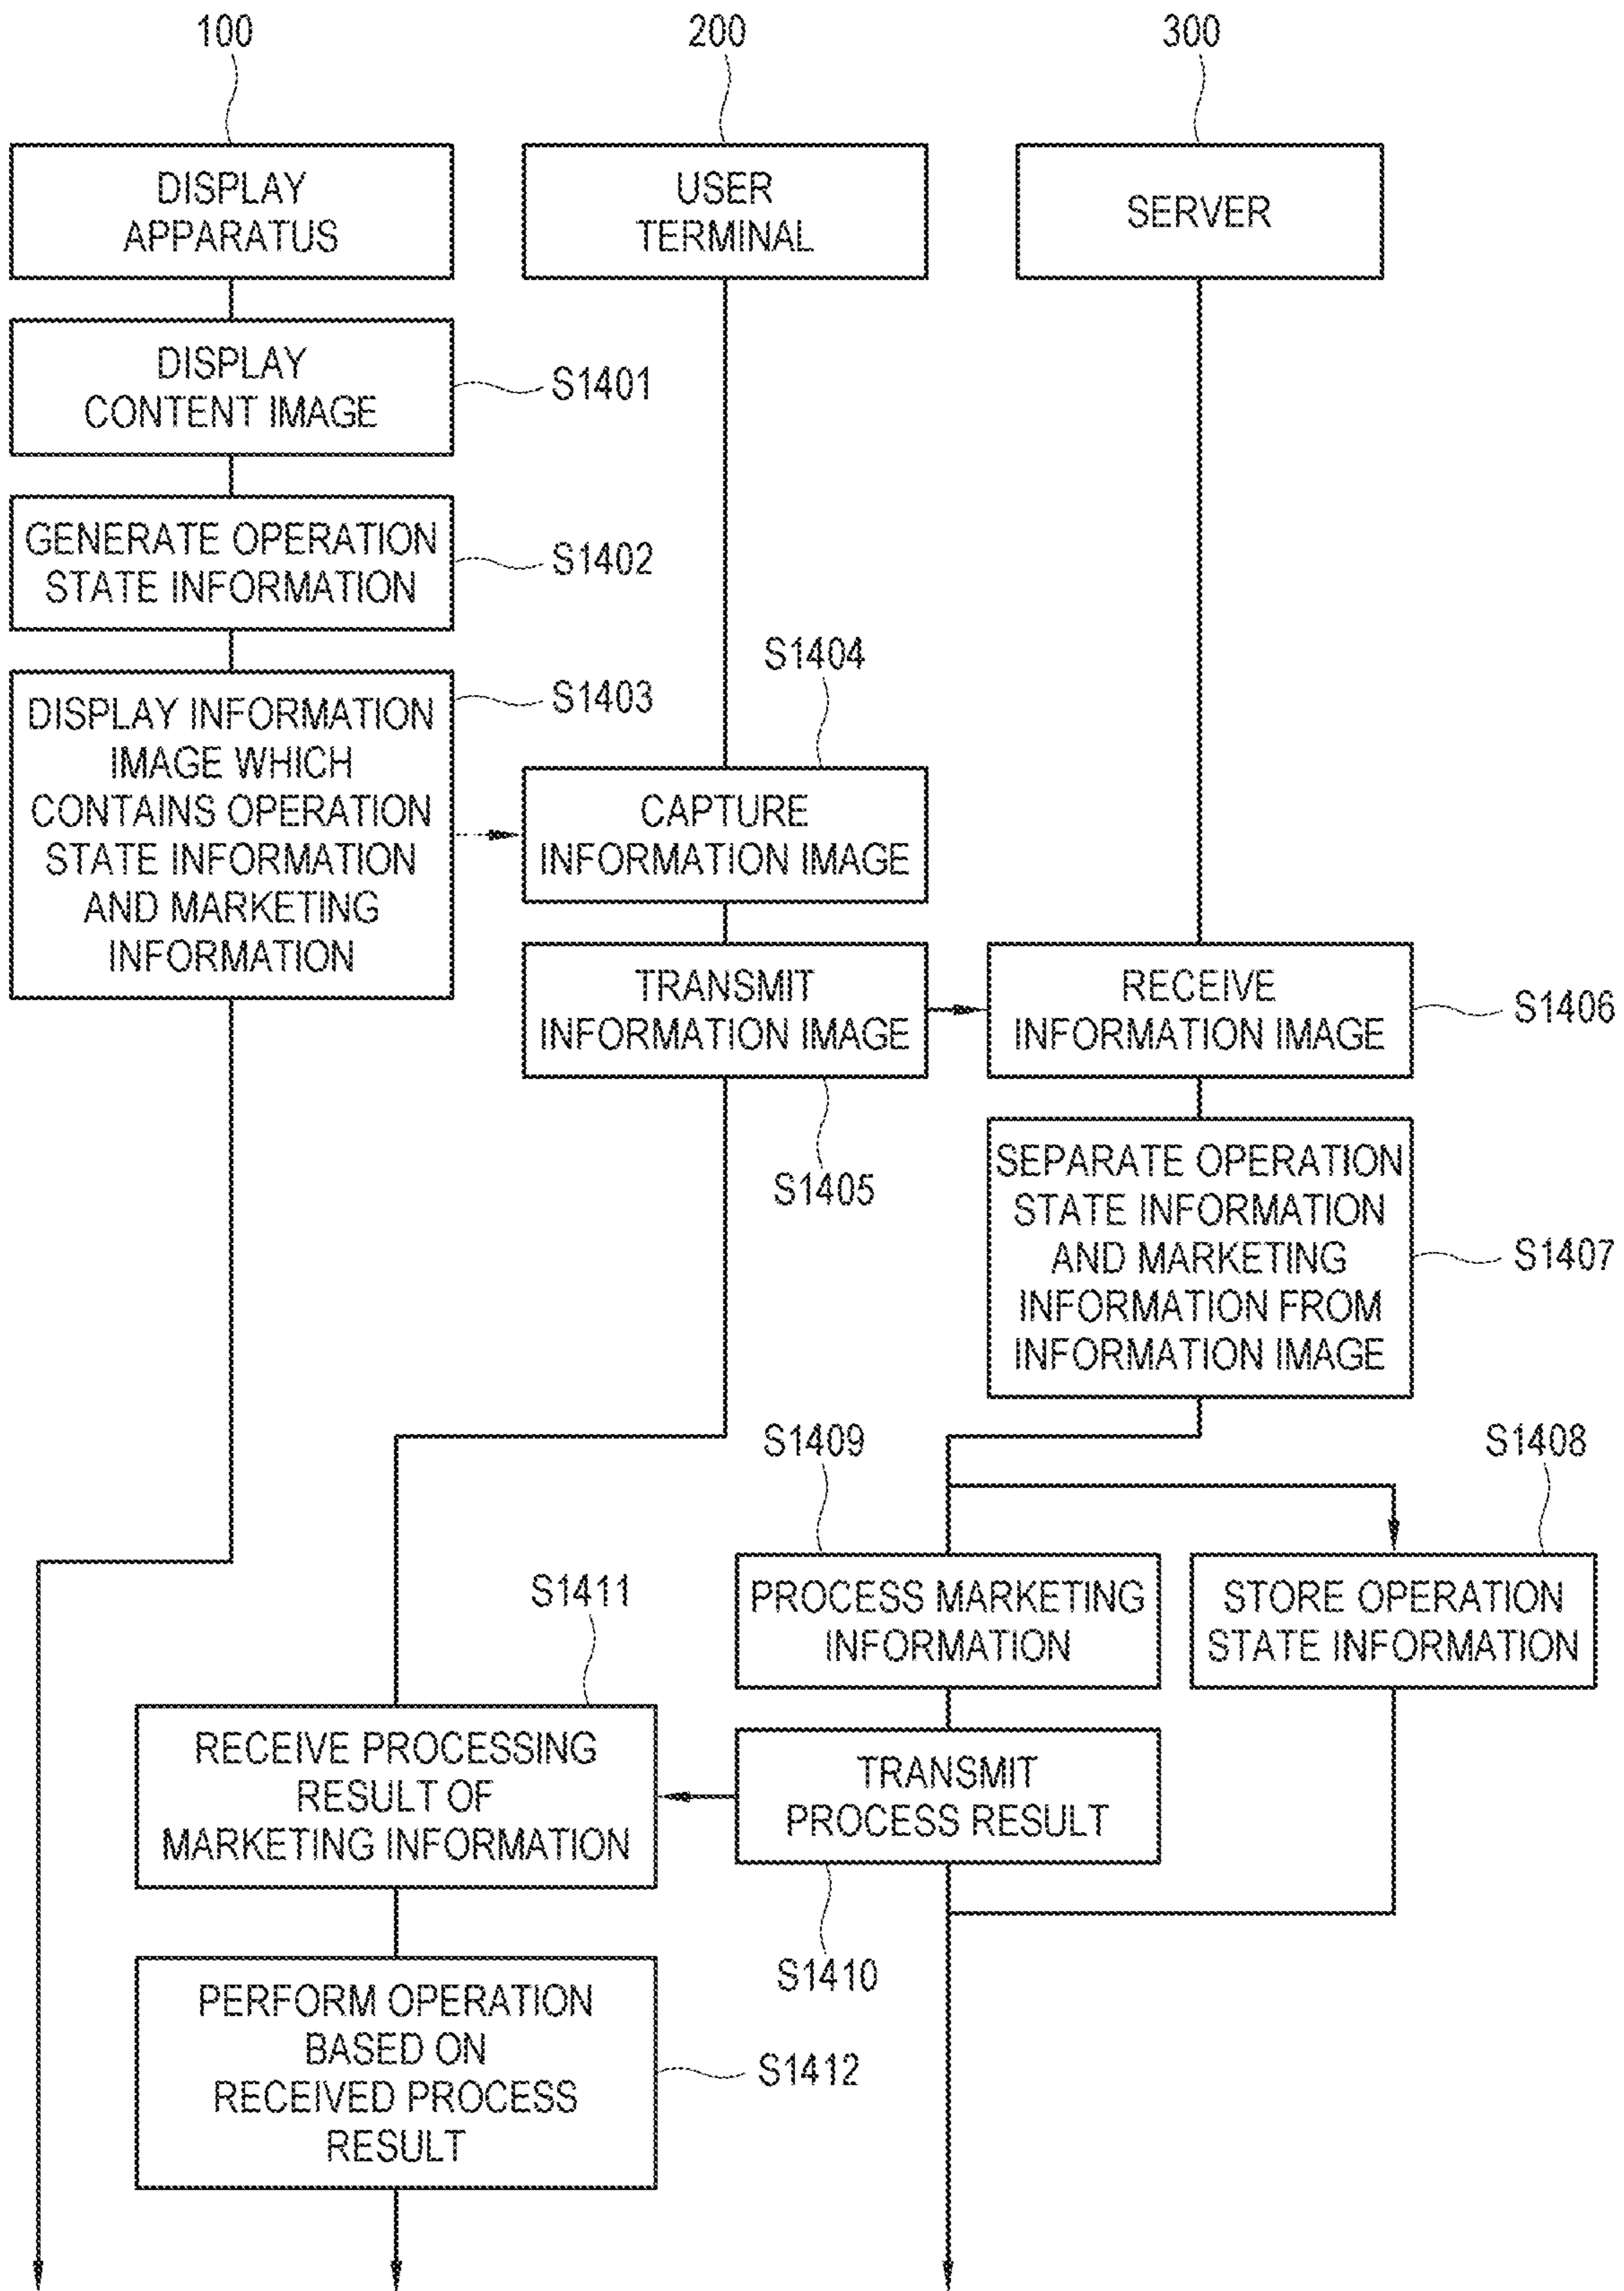 100
200
300
DISPLAY
APPARATUS
USER
TERMINAL
SERVER
DISPLAY
CONTENT IMAGE
S1401
GENERATE OPERATION
STATE INFORMATION
S1402
DISPLAY INFORMATION
IMAGE WHICH
CONTAINS OPERATION
STATE INFORMATION
AND MARKETING
INFORMATION
S1403
S1404
CAPTURE
INFORMATION IMAGE
TRANSMIT
INFORMATION IMAGE
S1405
RECEIVE
INFORMATION IMAGE
S1406
SEPARATE OPERATION
STATE INFORMATION
AND MARKETING
INFORMATION FROM
INFORMATION IMAGE
S1407
S1409
S1408
PROCESS MARKETING
INFORMATION
STORE OPERATION
STATE INFORMATION
S1411
RECEIVE PROCESSING
RESULT OF
MARKETING INFORMATION
TRANSMIT
PROCESS RESULT
S1410
PERFORM OPERATION
BASED ON
RECEIVED PROCESS
RESULT
S1412